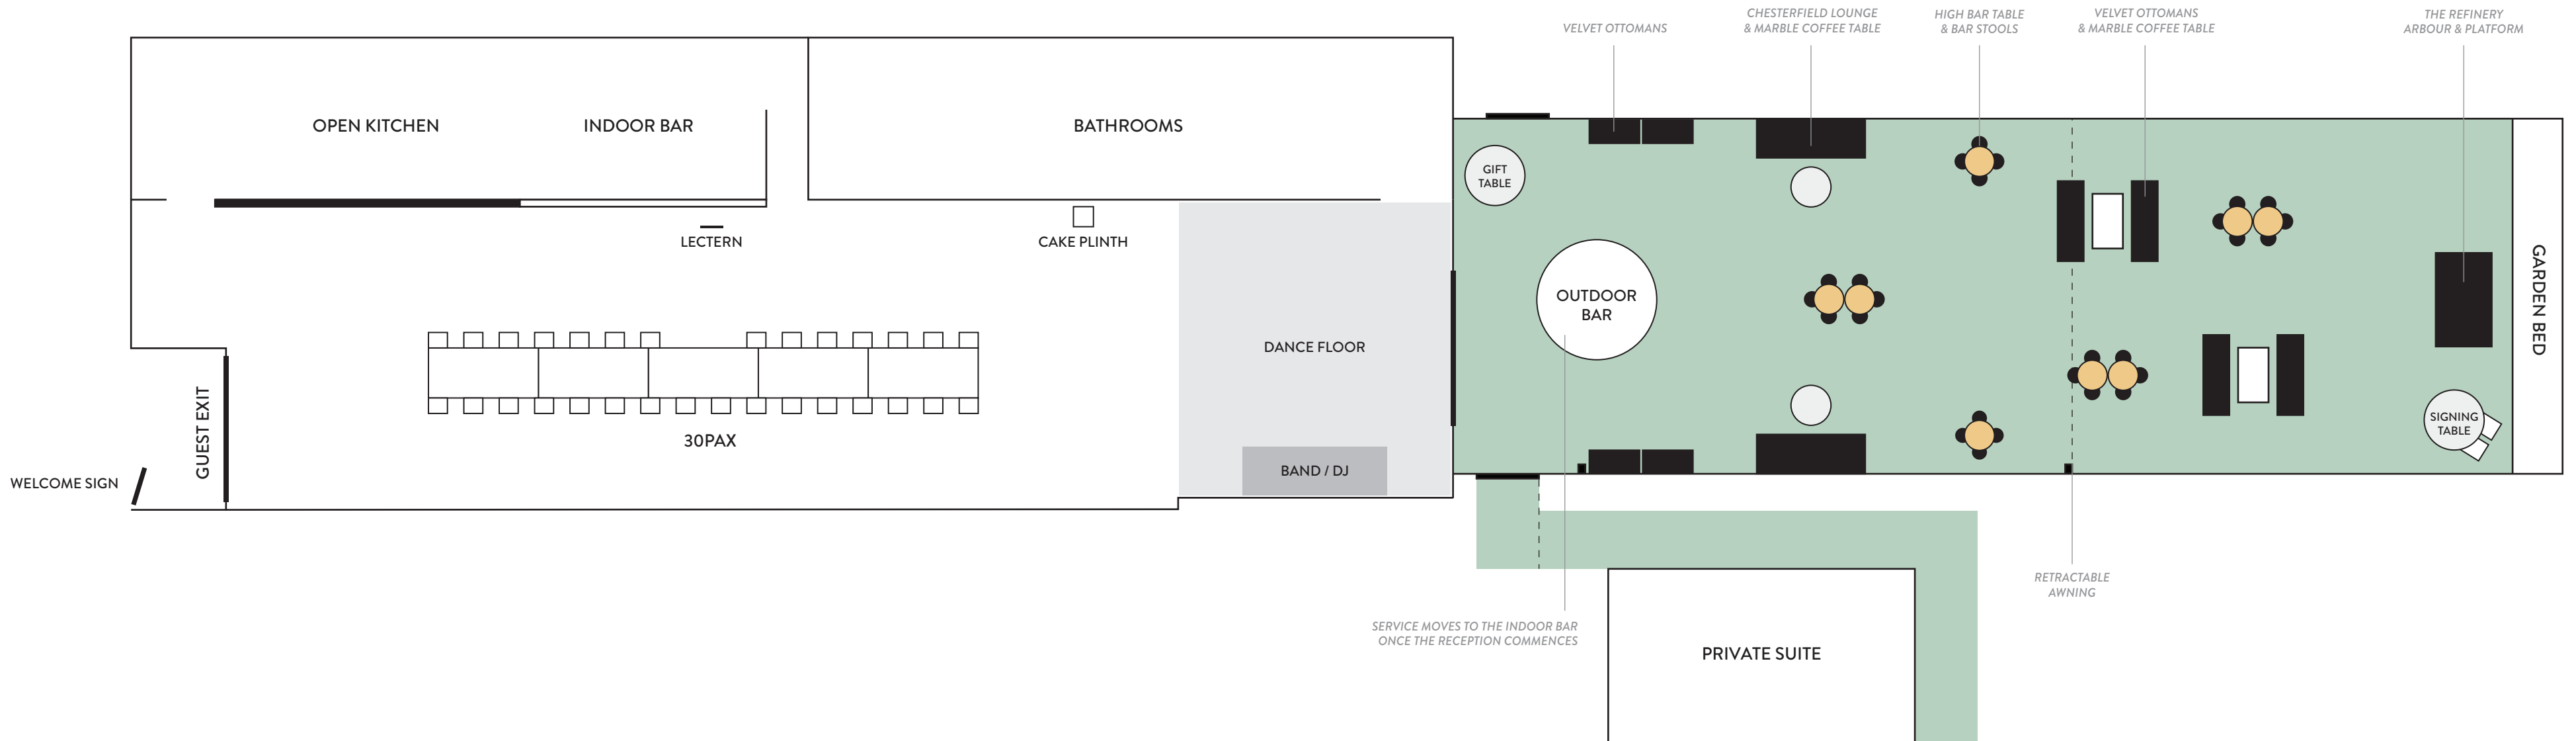 VELVET OTTOMANS
CHESTERFIELD LOUNGE
& MARBLE COFFEE TABLE
HIGH BAR TABLE
& BAR STOOLS
VELVET OTTOMANS
& MARBLE COFFEE TABLE
THE REFINERY
ARBOUR & PLATFORM
OPEN KITCHEN
INDOOR BAR
BATHROOMS
GIFT
TABLE
LECTERN
CAKE PLINTH
OUTDOOR
BAR
GARDEN BED
DANCE FLOOR
GUEST EXIT
30PAX
SIGNING
TABLE
BAND / DJ
WELCOME SIGN
RETRACTABLE
AWNING
SERVICE MOVES TO THE INDOOR BAR
ONCE THE RECEPTION COMMENCES
PRIVATE SUITE